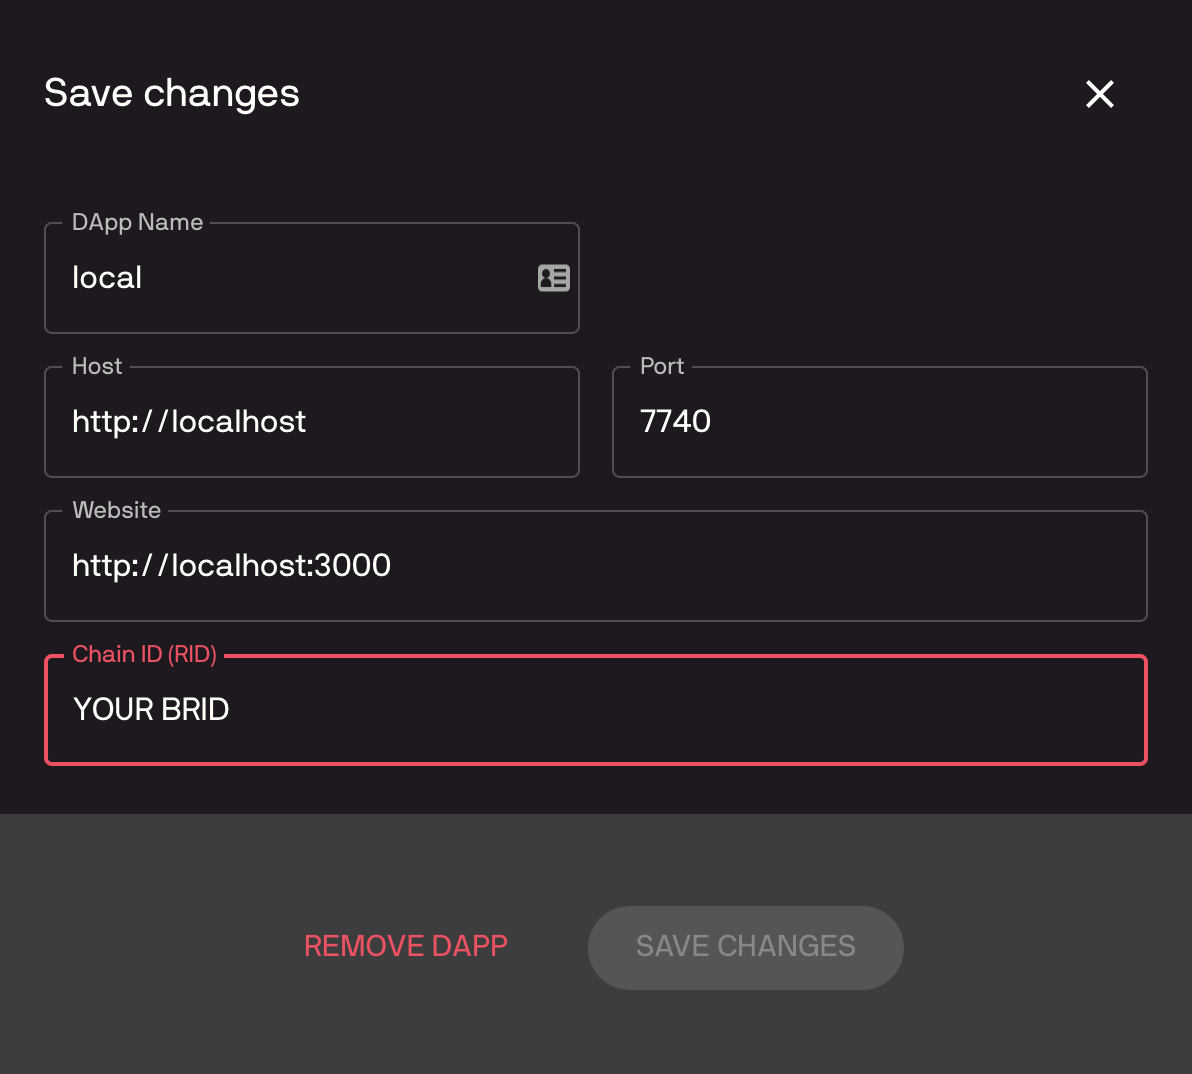 Save changes
DApp Name
local
Host
http://localhost
Port
7740
Website
http://localhost:3000
Chain ID (RID)
YOUR BRID
REMOVE DAPP
SAVE CHANGES